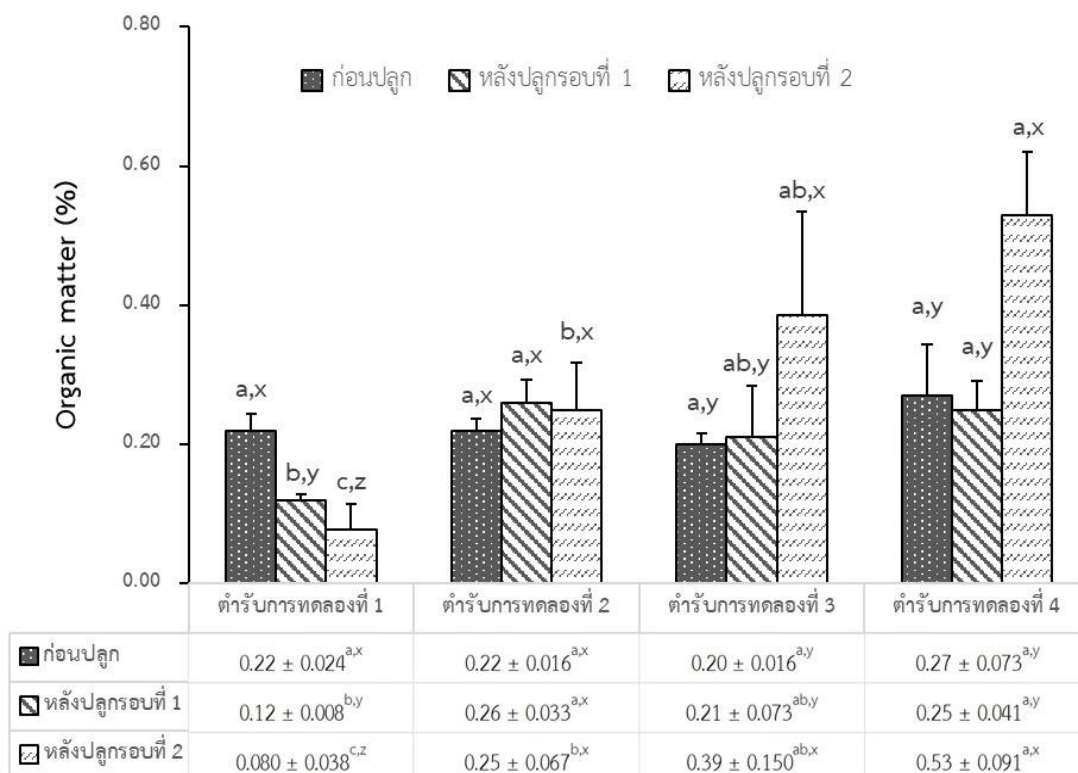 0.80
ก่อนปลูก หลังปลูกรอบที่ 1 หลังปลูกรอบที่ 2
a,x
0.60
ab,x
Organic matter (%)
0.40
a,y
b,x
a,x
a,y
ab,y
a,x
a,x
a,y
0.20
b,y
c,z
0.00
ตำรับการทดลองที่ 1 ตำรับการทดลองที่ 2 ตำรับการทดลองที่ 3 ตำรับการทดลองที่ 4
ก่อนปลูก 0.22 ± 0.024a,x 0.22 ± 0.016a,x 0.20 ± 0.016a,y 0.27 ± 0.073a,y
หลังปลูกรอบที่ 1 0.12 ± 0.008b,y 0.26 ± 0.033a,x 0.21 ± 0.073ab,y 0.25 ± 0.041a,y
หลังปลูกรอบที่ 2 0.080 ± 0.038c,z 0.25 ± 0.067b,x 0.39 ± 0.150ab,x 0.53 ± 0.091a,x